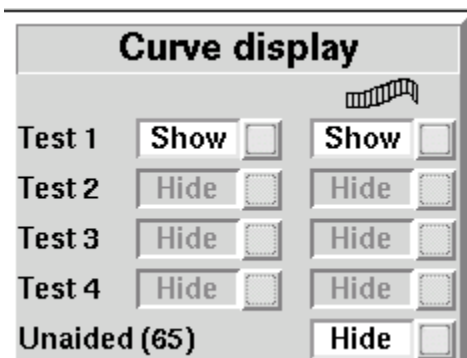 Curve display
Test 1 Show Show
Test 2 Hide Hide
Test 3 Hide Hide
Test 4 Hide Hide
Unaided (65) Hide